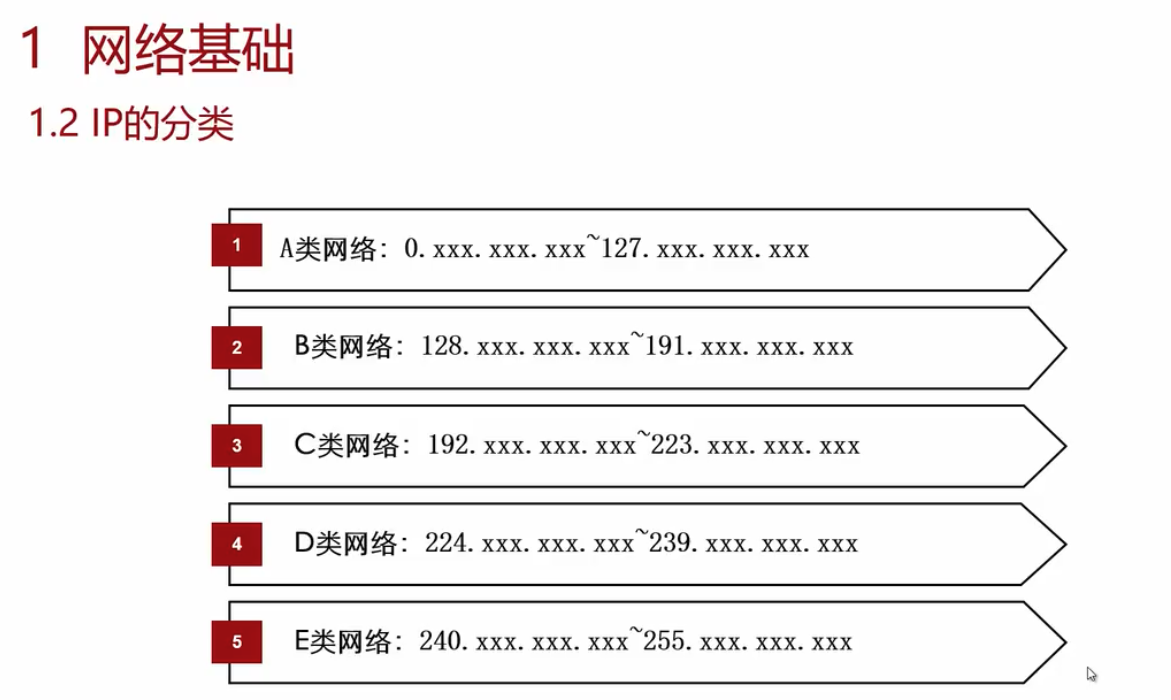 1 网络基础
1.2 IP的分类
1 A类网络：0.xxx.xxx.xxx~127.xxx.xxx.xxx
2 B类网络：128.xxx.xxx.xxx~191.xxx.xxx.xxx
3 C类网络：192.xxx.xxx.xxx~223.xxx.xxx.xxx
4 D类网络：224.xxx.xxx.xxx~239.xxx.xxx.xxx
5 E类网络：240.xxx.xxx.xxx~255.xxx.xxx.xxx